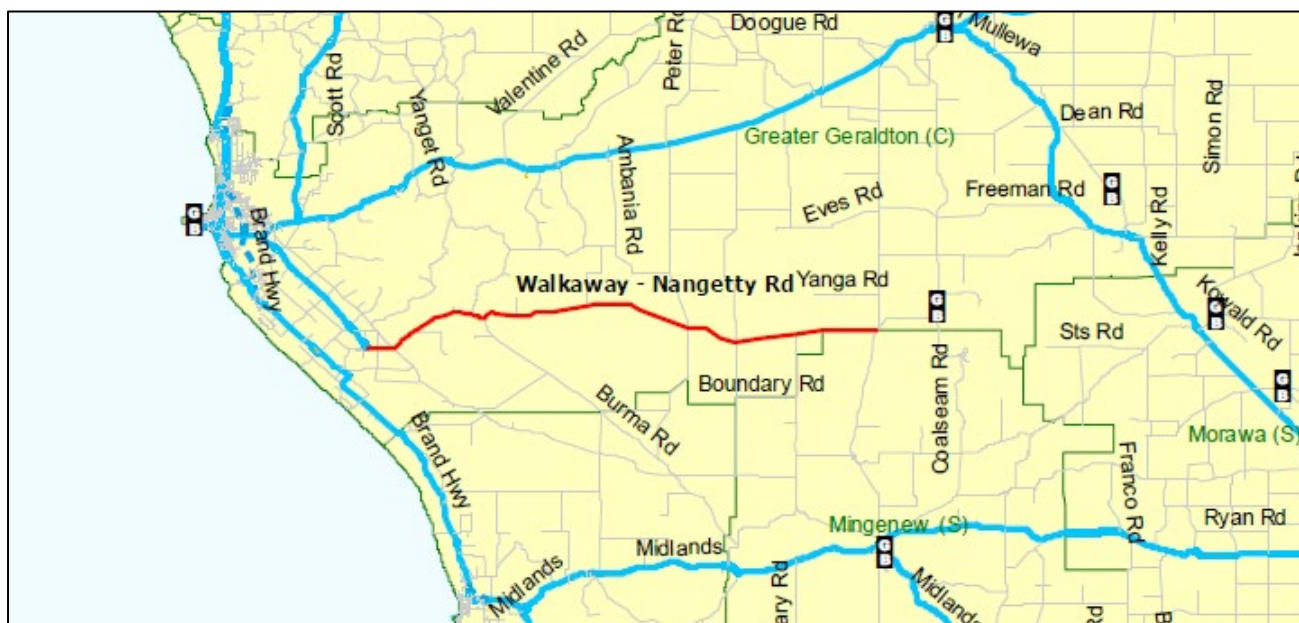 Doogue Rd
Mullewa
Peter Rd
Valentine Rd
Scott Rd
Yanget Rd
Dean Rd
Simon Rd
Greater Geraldton (C)
Ambania Rd
Freeman Rd
G
B
Eves Rd
G
B
Kelly Rd
G
B
Brand Hwy
Walkaway - Nangetty Rd
Yanga Rd
G
B
Kowald Rd
G
B
Sts Rd
Boundary Rd
Coalseam Rd
G
B
Burma Rd
Brand Hwy
Morawa (S)
Franco Rd
Mingenew (S)
G
B
Ryan Rd
Midlands
Midlands
Midlands